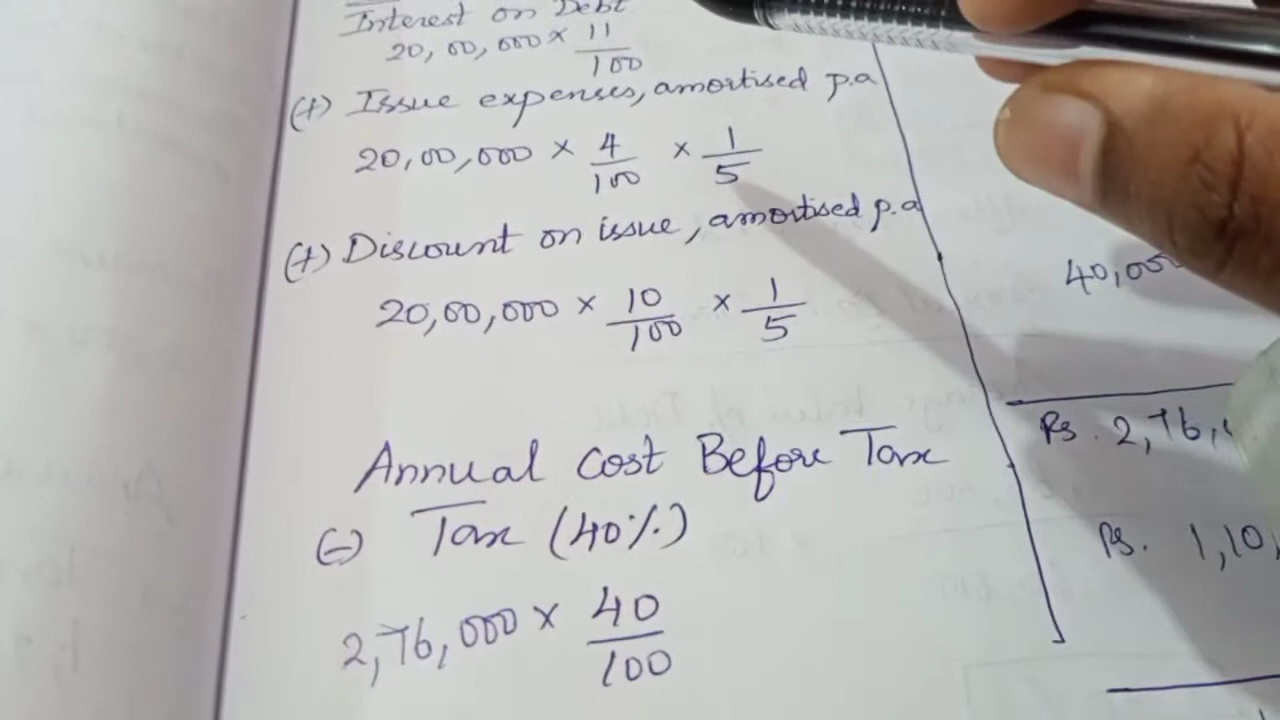 Interest on Debt
20,00,000 × 11/100
(+) Issue expenses, amortised p.a
20,00,000 × 4/100 × 1/5
(+) Discount on issue, amortised p.a
40,000
20,00,000 × 10/100 × 1/5
Rs. 2,76,
Annual Cost Before Tax
(-) Tax (40%)
Rs. 1,10,
2,76,000 × 40/100